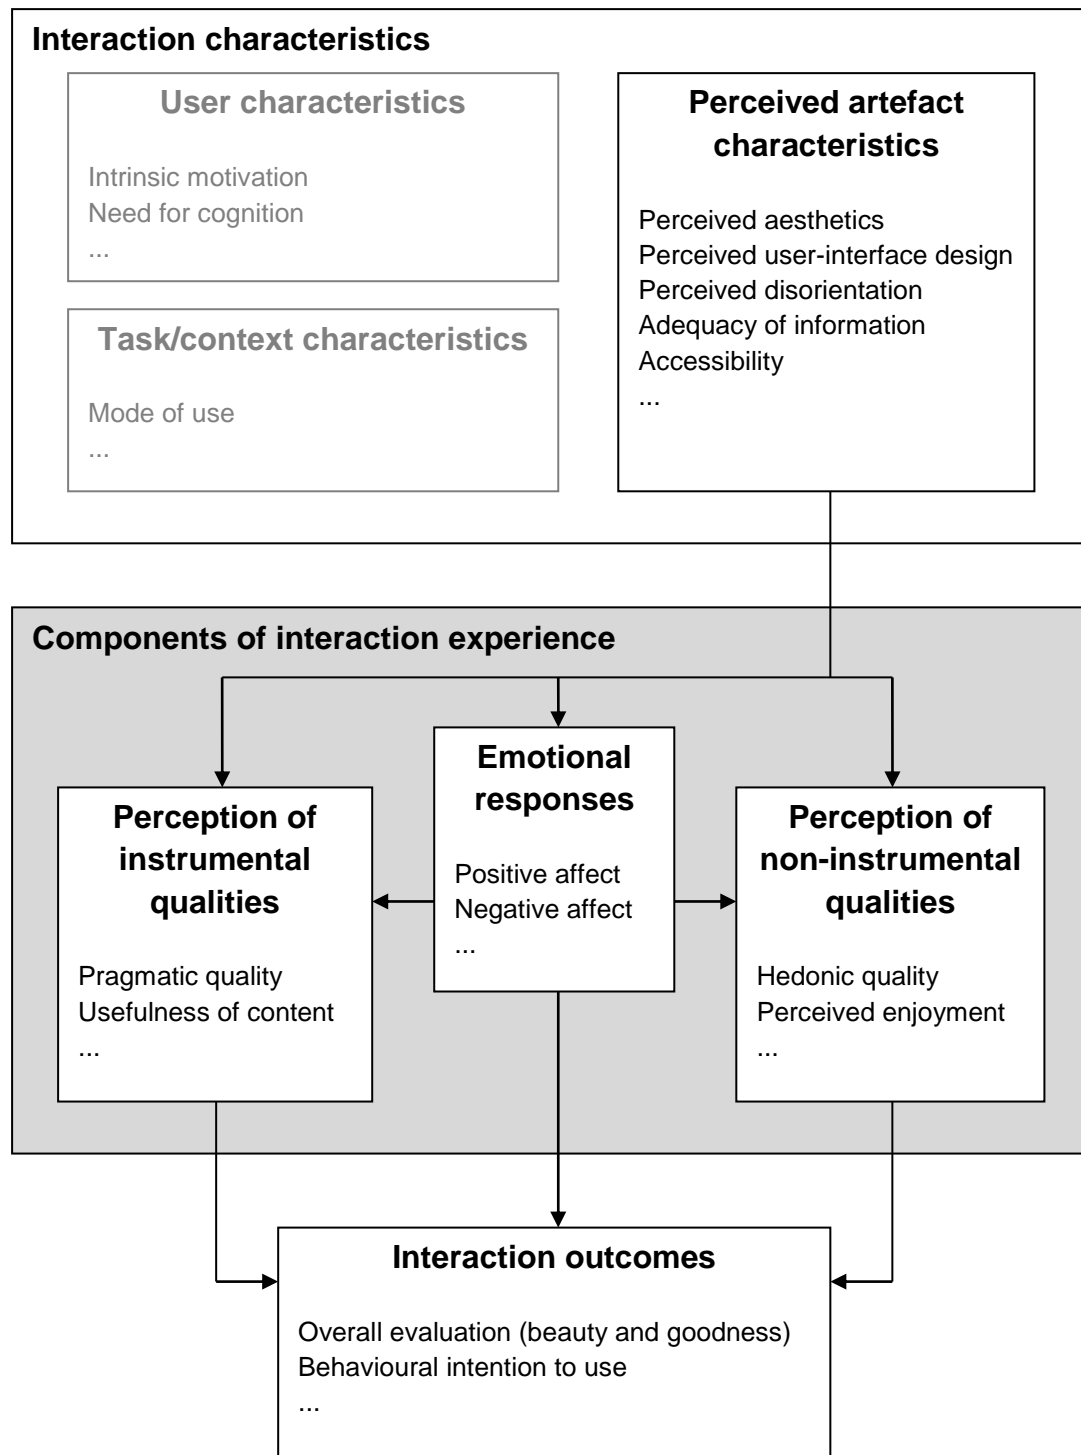 Interaction characteristics
User characteristics
Intrinsic motivation
Need for cognition
...
Task/context characteristics
Mode of use
...
Perceived artefact
characteristics
Perceived aesthetics
Perceived user-interface design
Perceived disorientation
Adequacy of information
Accessibility
...
Components of interaction experience
Perception of
instrumental
qualities
Pragmatic quality
Usefulness of content
...
Emotional
responses
Positive affect
Negative affect
...
Perception of
non-instrumental
qualities
Hedonic quality
Perceived enjoyment
...
Interaction outcomes
Overall evaluation (beauty and goodness)
Behavioural intention to use
...